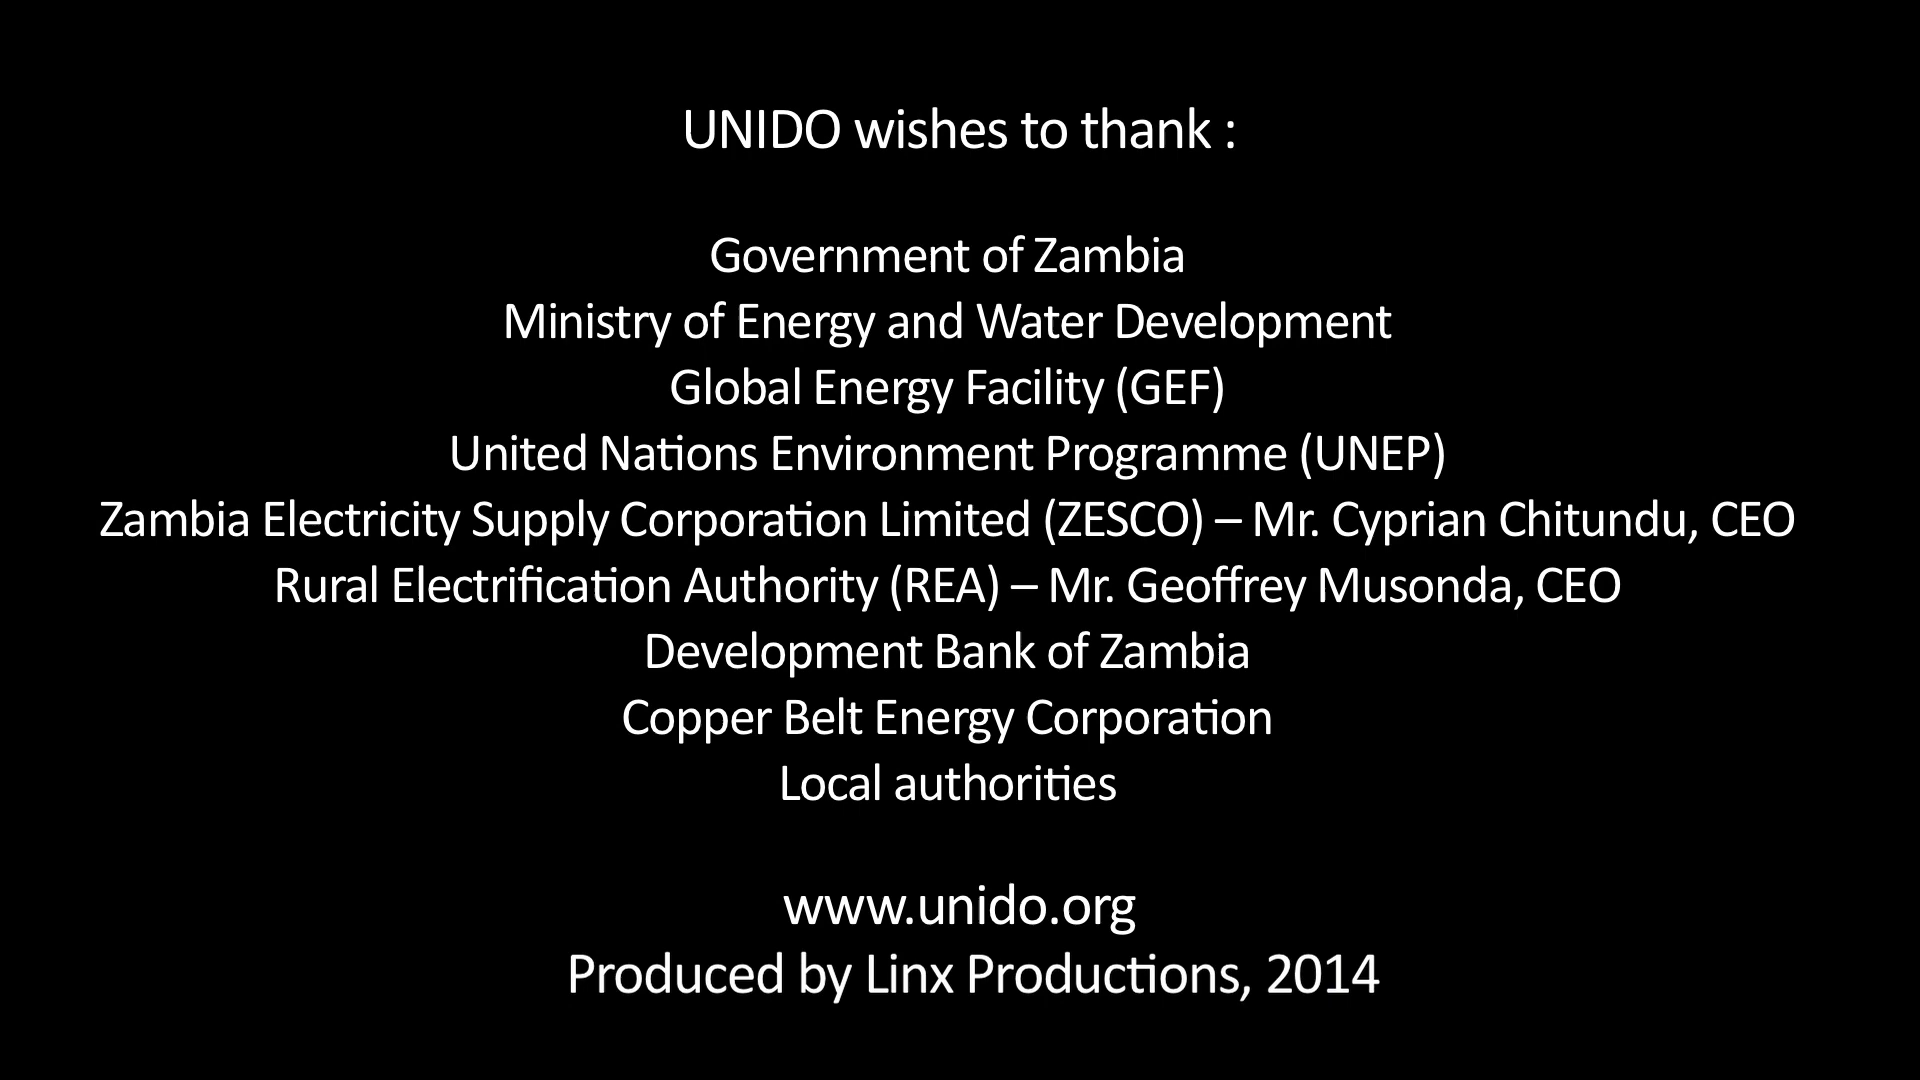 UNIDO wishes to thank :
Government of Zambia
Ministry of Energy and Water Development
Global Energy Facility (GEF)
United Nations Environment Programme (UNEP)
Zambia Electricity Supply Corporation Limited (ZESCO) – Mr. Cyprian Chitundu, CEO
Rural Electrification Authority (REA) – Mr. Geoffrey Musonda, CEO
Development Bank of Zambia
Copper Belt Energy Corporation
Local authorities
www.unido.org
Produced by Linx Productions, 2014